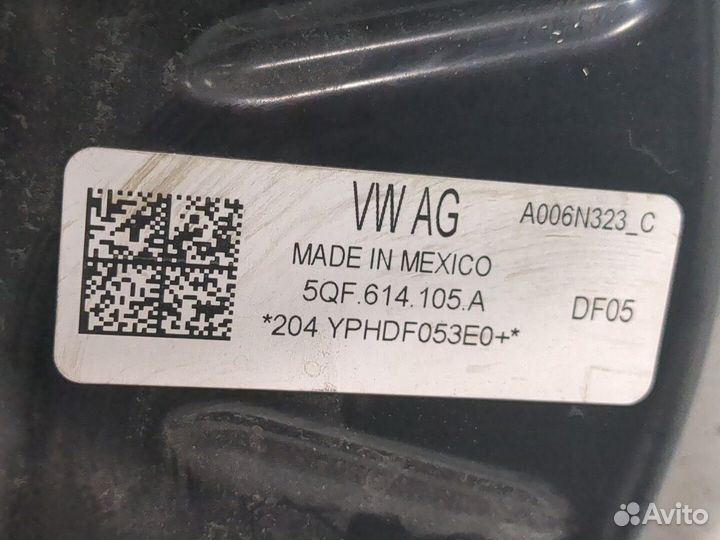 VW AG
A006N323_C
MADE IN MEXICO
5QF.614.105.A
DF05
*204 YPHDF053E0+*
Avito